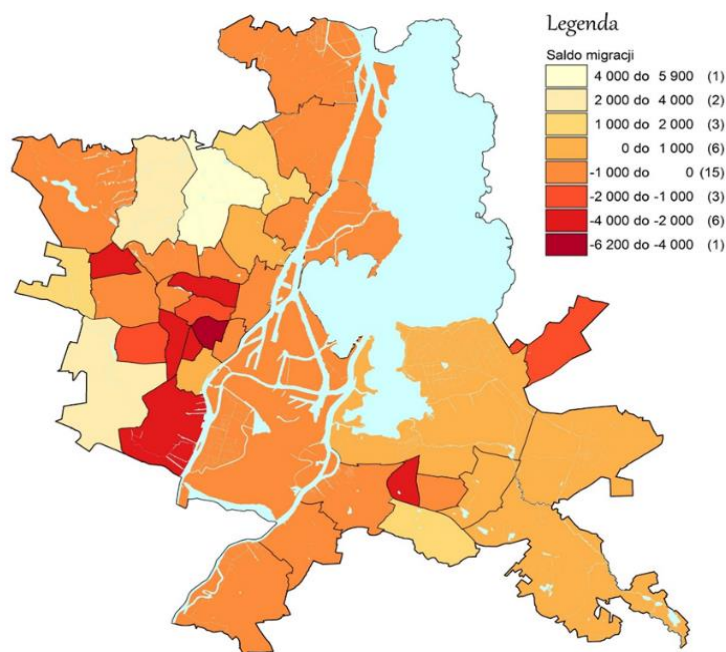 Legenda
Saldo migracji
4 000 do 5 900 (1)
2 000 do 4 000 (2)
1 000 do 2 000 (3)
0 do 1 000 (6)
-1 000 do 0 (15)
-2 000 do -1 000 (3)
-4 000 do -2 000 (6)
-6 200 do -4 000 (1)